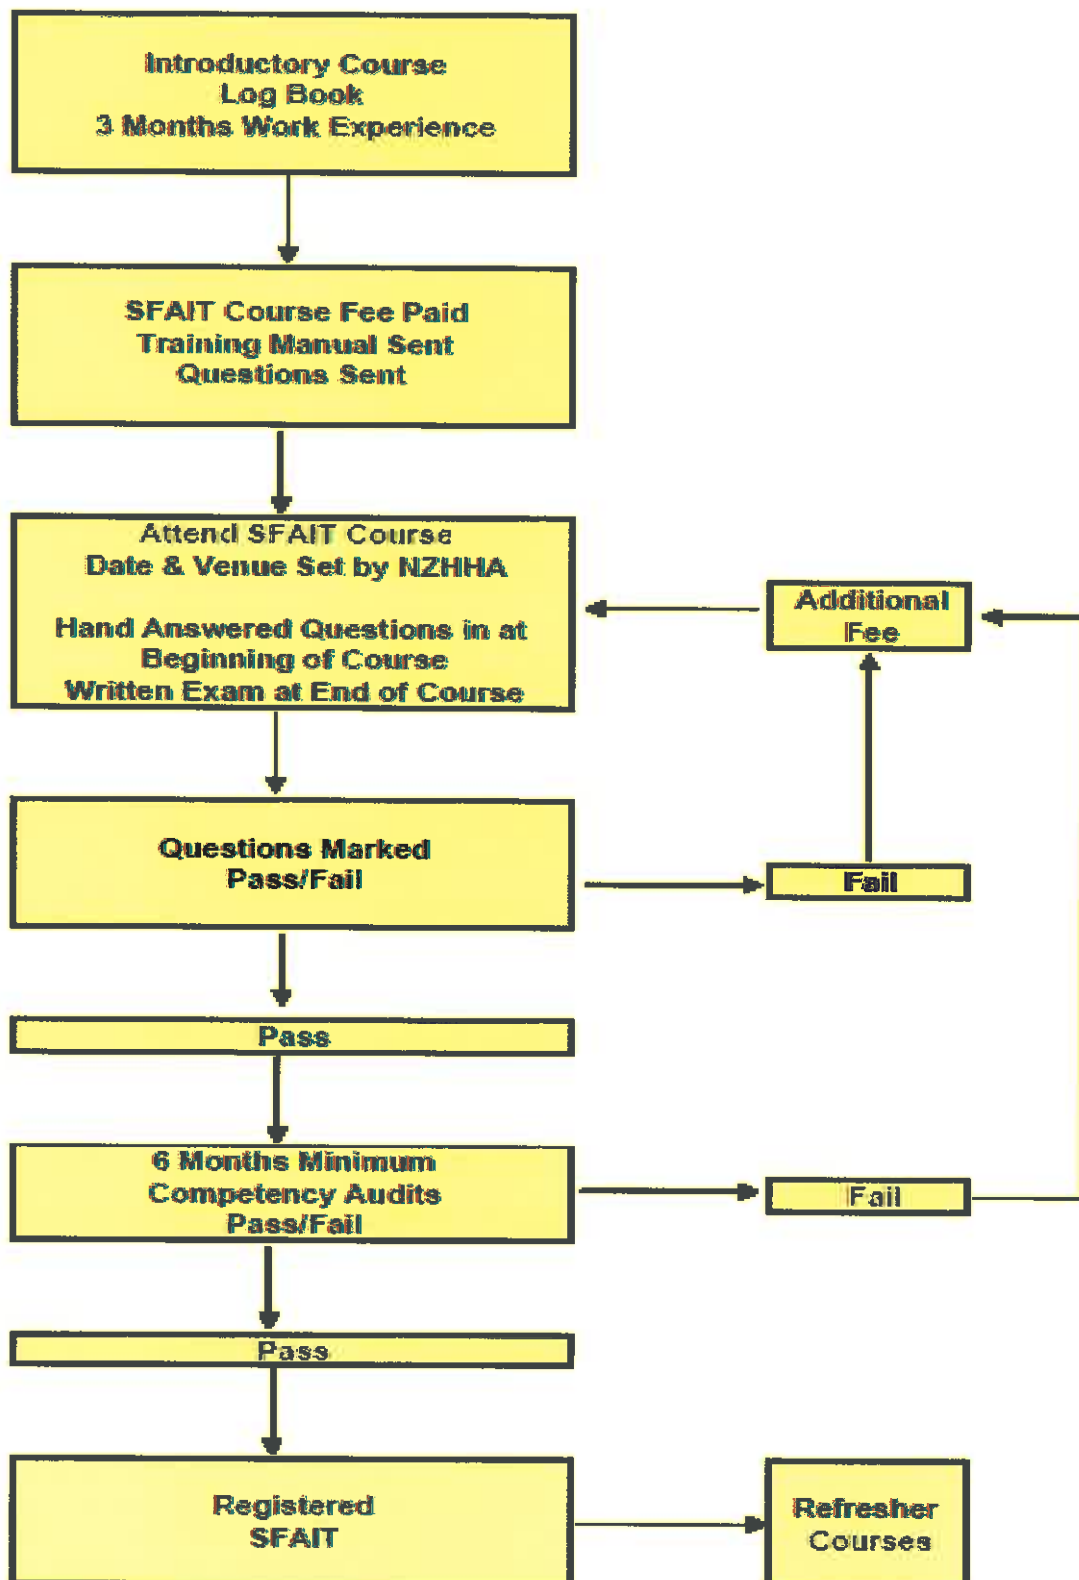 Introductory Course
Log Book
3 Months Work Experience
SFAIT Course Fee Paid
Training Manual Sent
Questions Sent
Attend SFAIT Course
Date & Venue Set by NZHHA
Hand Answered Questions in at
Beginning of Course
Written Exam at End of Course
Additional
Fee
Questions Marked
Pass/Fail
Fail
Pass
6 Months Minimum
Competency Audits
Pass/Fail
Fail
Pass
Registered
SFAIT
Refresher
Courses